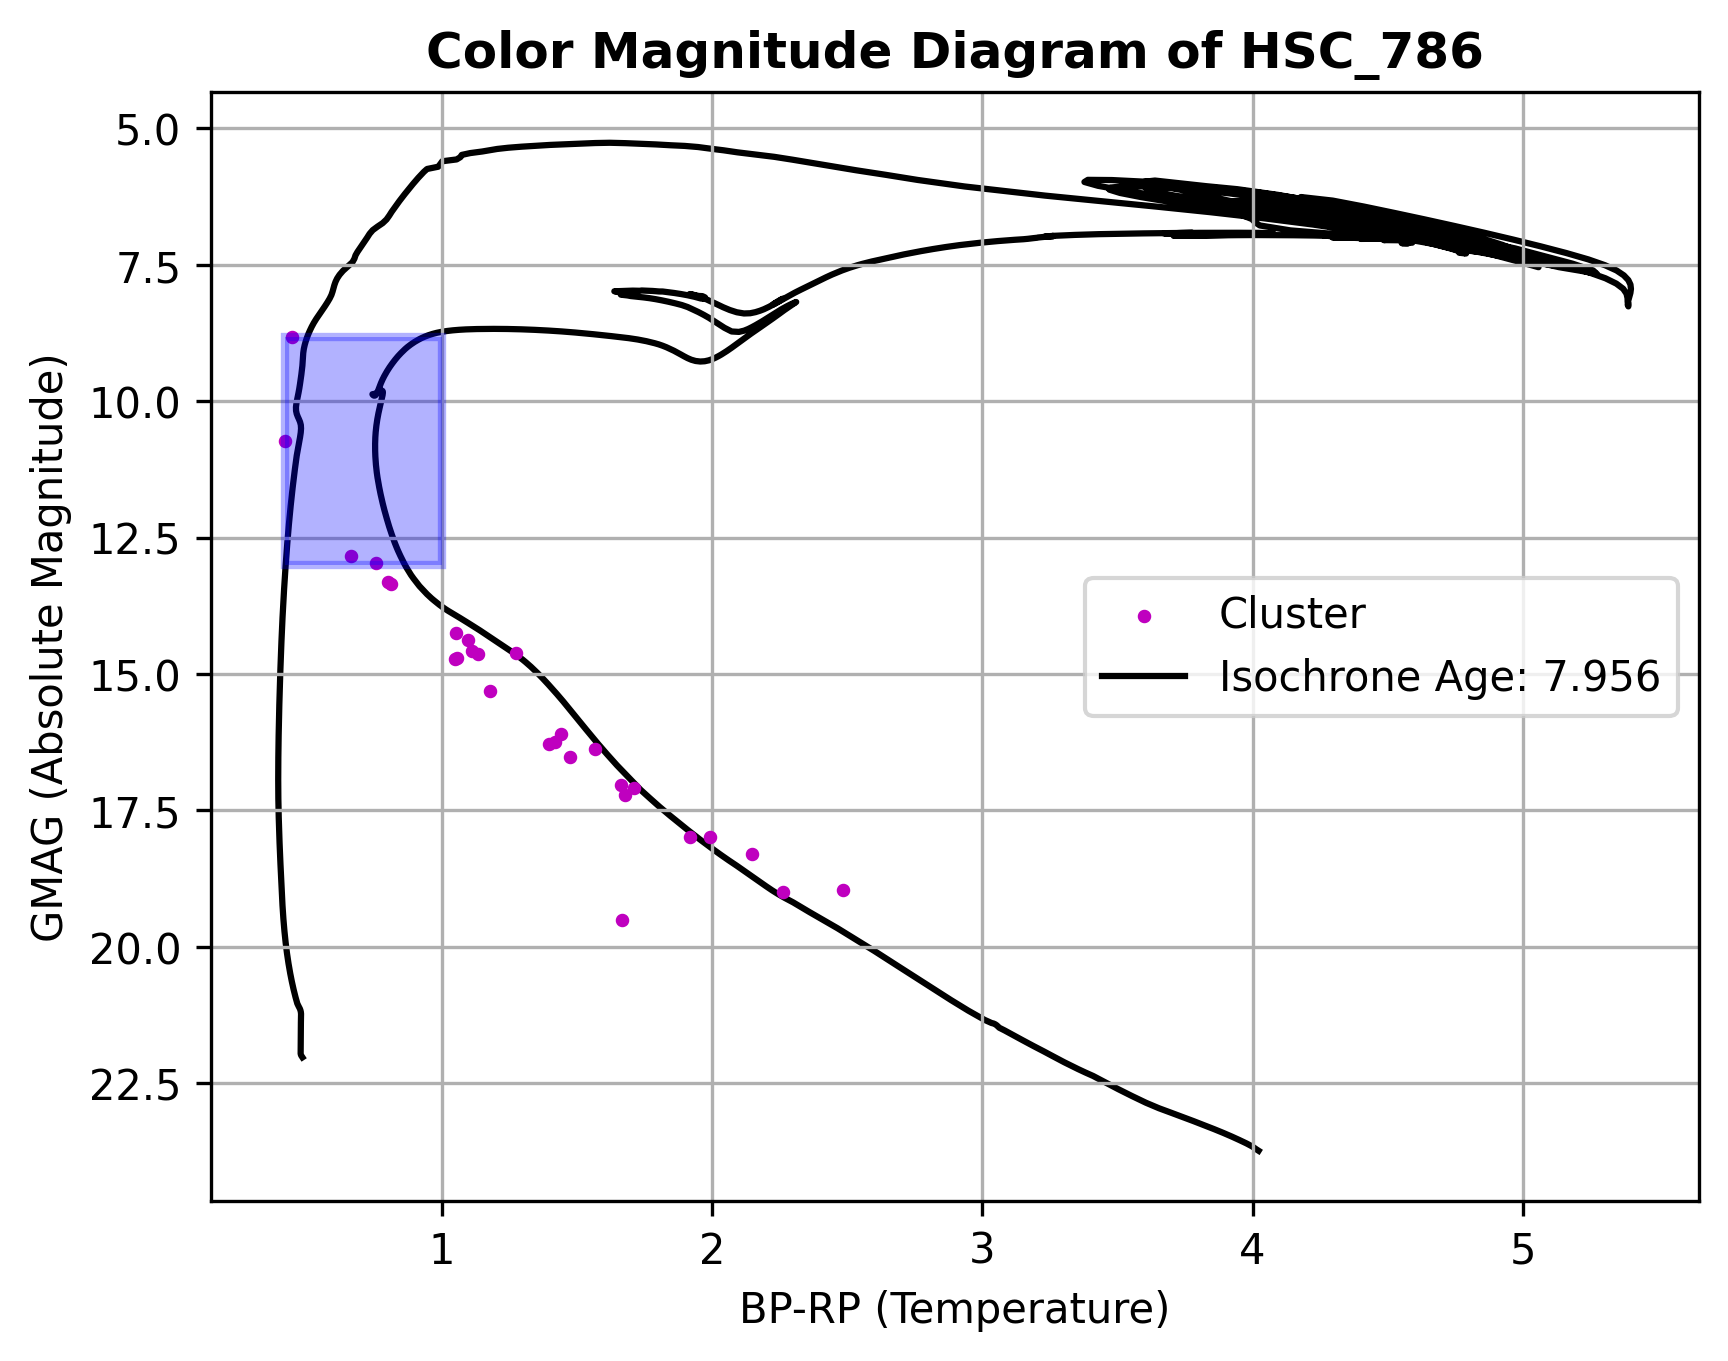 Color Magnitude Diagram of HSC_786
GMAG (Absolute Magnitude)
5.0
7.5
10.0
12.5
15.0
17.5
20.0
22.5
Cluster
Isochrone Age: 7.956
1 2 3 4 5
BP-RP (Temperature)